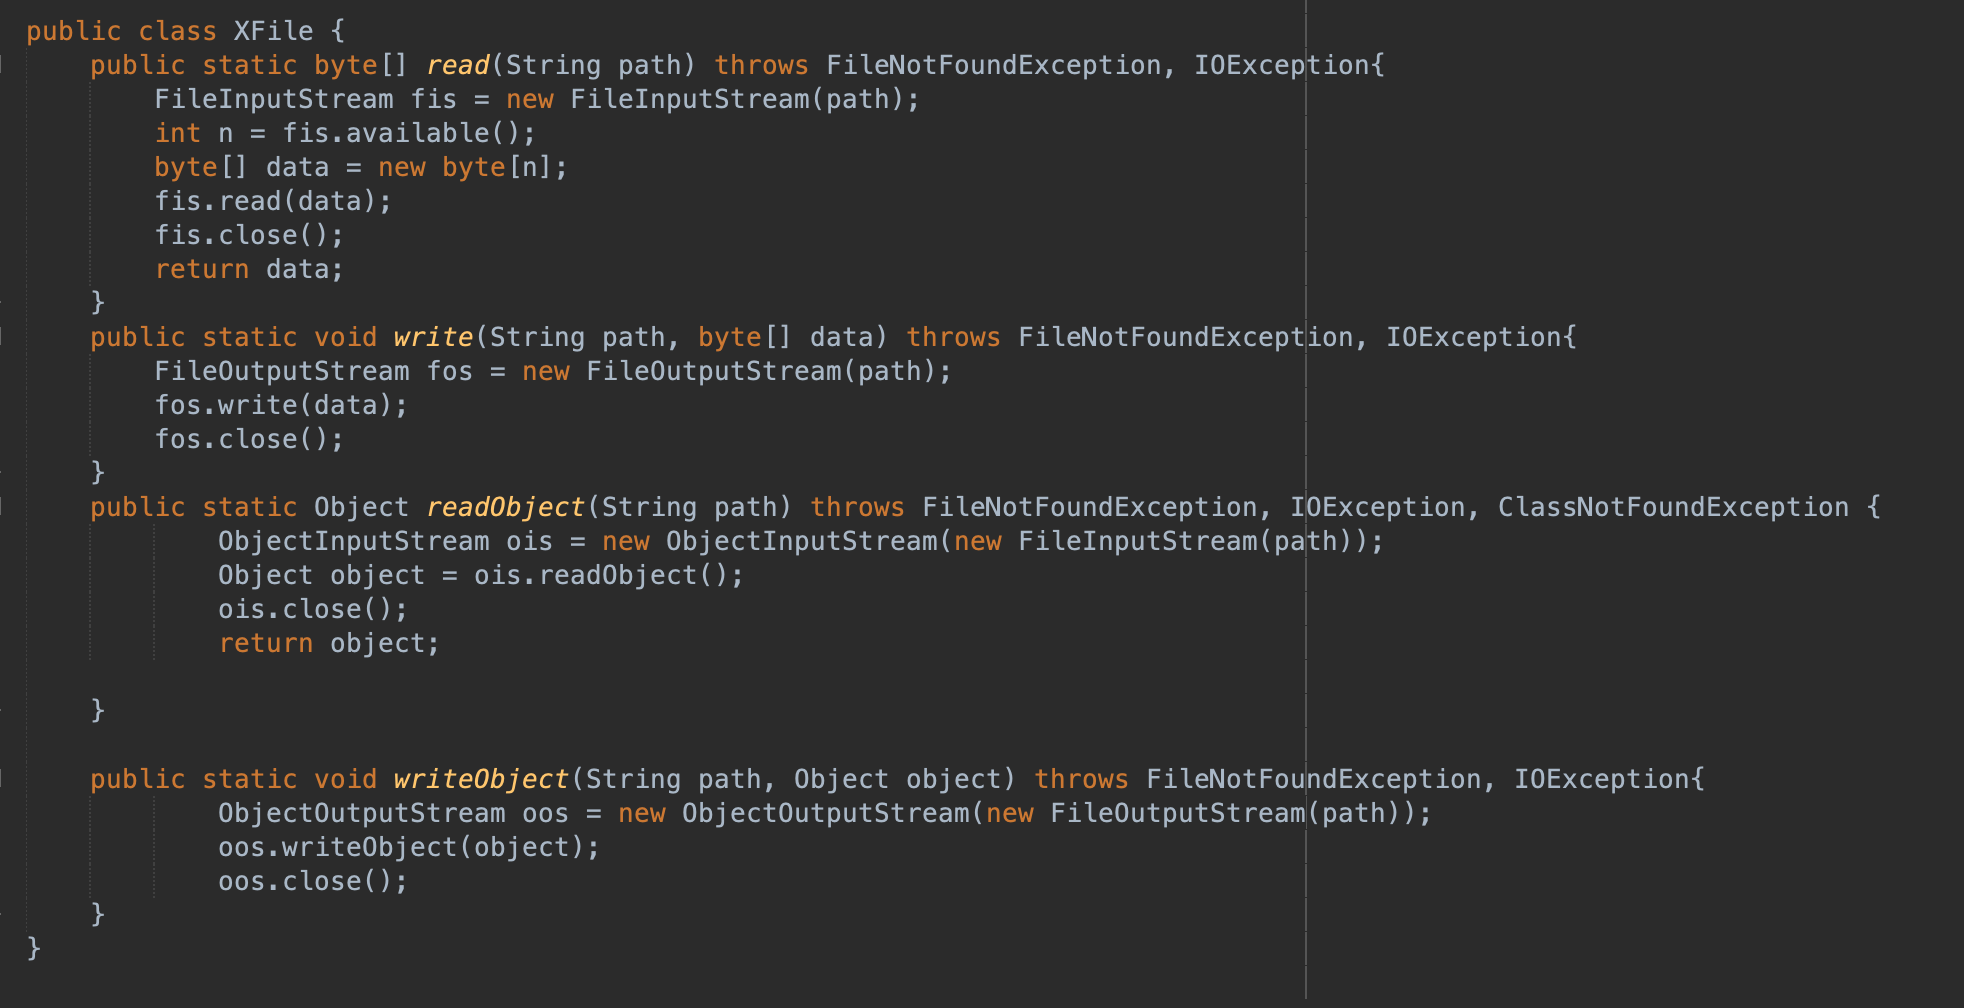 public class XFile {
    public static byte[] read(String path) throws FileNotFoundException, IOException{
        FileInputStream fis = new FileInputStream(path);
        int n = fis.available();
        byte[] data = new byte[n];
        fis.read(data);
        fis.close();
        return data;
    }
    public static void write(String path, byte[] data) throws FileNotFoundException, IOException{
        FileOutputStream fos = new FileOutputStream(path);
        fos.write(data);
        fos.close();
    }
    public static Object readObject(String path) throws FileNotFoundException, IOException, ClassNotFoundException {
            ObjectInputStream ois = new ObjectInputStream(new FileInputStream(path));
            Object object = ois.readObject();
            ois.close();
            return object;

    }

    public static void writeObject(String path, Object object) throws FileNotFoundException, IOException{
            ObjectOutputStream oos = new ObjectOutputStream(new FileOutputStream(path));
            oos.writeObject(object);
            oos.close();
    }
}